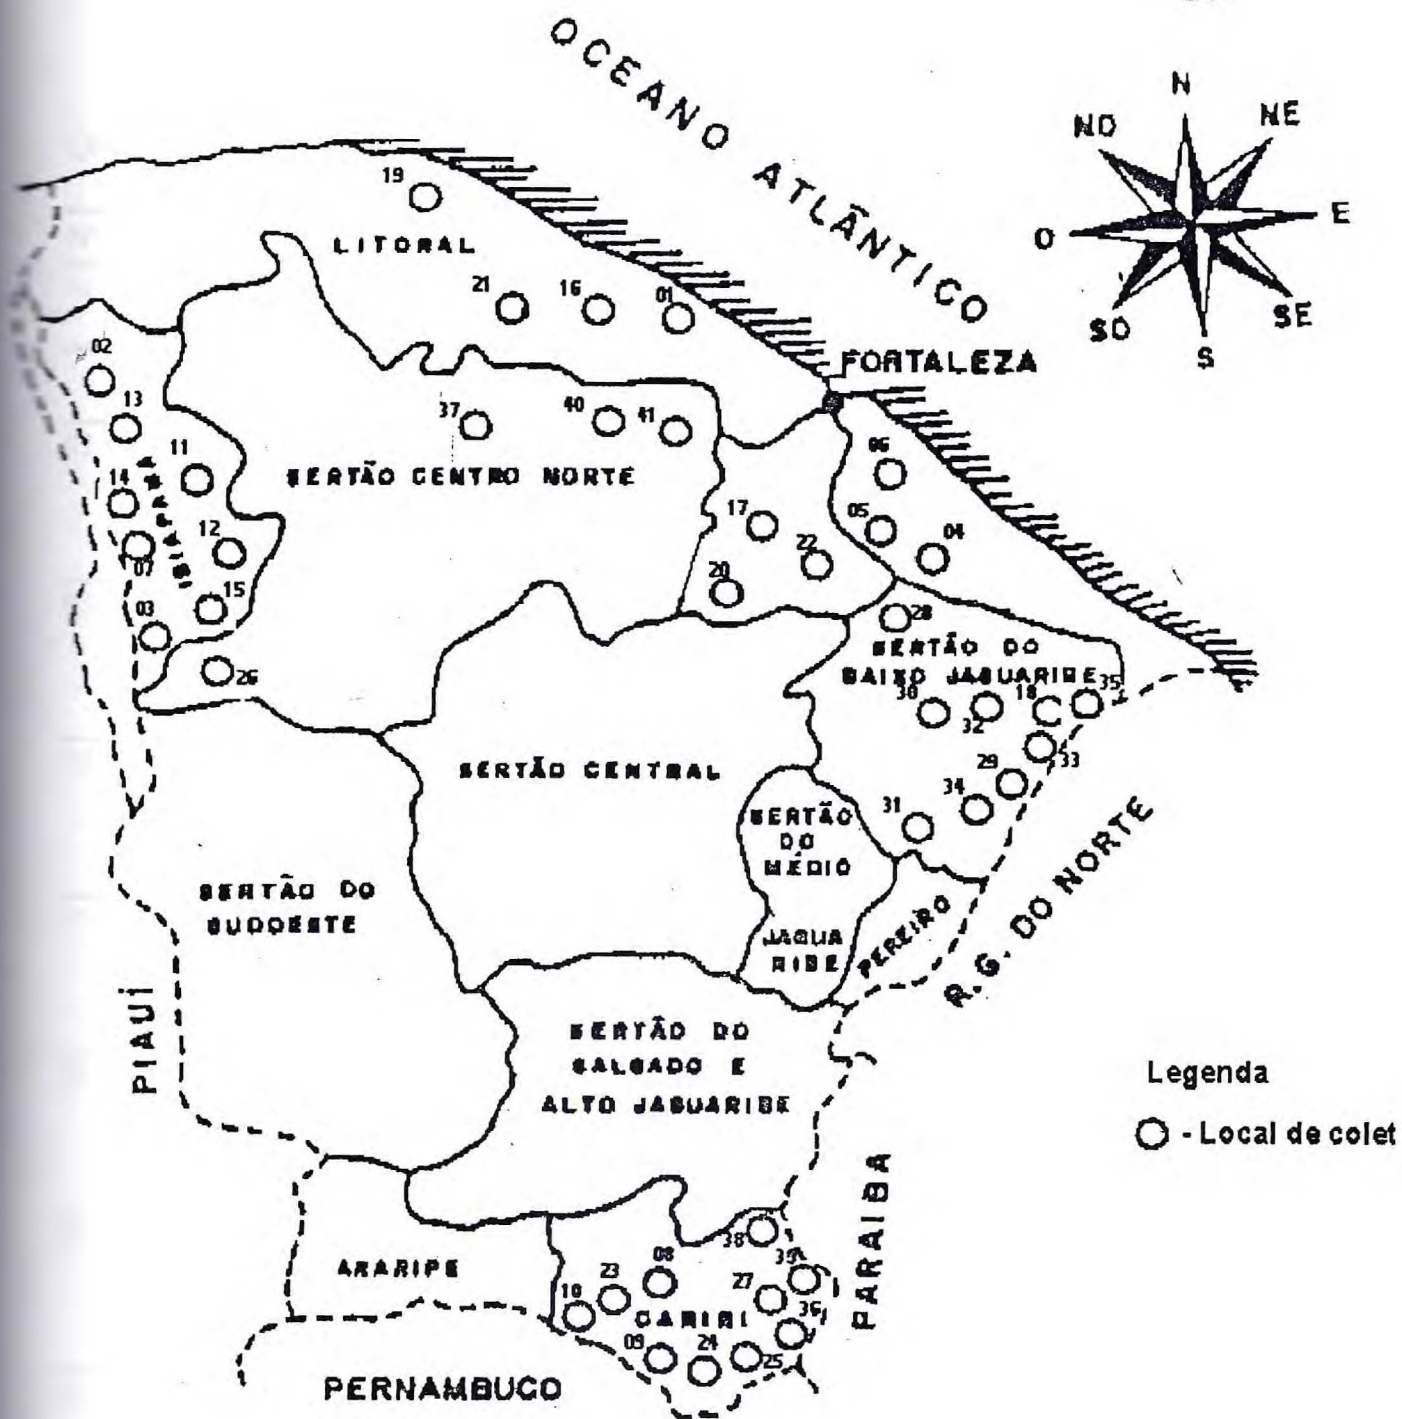 OCEANO ATLÂNTICO
N
NO
NE
O
E
SO
SE
S
19
LITORAL
21
16
01
FORTALEZA
02
13
37
40
41
SERTÃO CENTRO NORTE
11
14
IBIAPABA
12
07
15
03
26
06
17
05
04
22
20
28
SERTÃO DO
BAIXO JAGUARIBE
30
32
18
35
33
29
34
31
SERTÃO CENTRAL
SERTÃO
DO
MÉDIO
JAGUA
RIBE
PEREIRO
R.G. DO NORTE
SERTÃO DO
SUDOESTE
PIAUÍ
SERTÃO DO
SALGADO E
ALTO JAGUARIBE
Legenda
- Local de colet
PARAIBA
ARARIPE
38
39
08
23
10
27
36
CARIRI
09
24
25
PERNAMBUCO